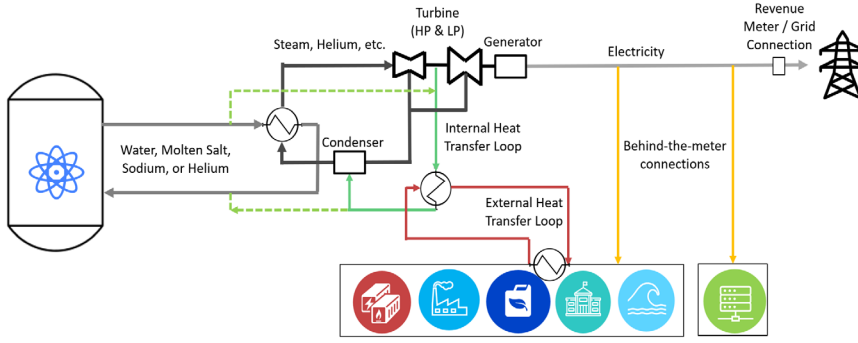 Turbine
(HP & LP)
Revenue
Meter / Grid
Connection
Steam, Helium, etc.
Generator
Electricity
Condenser
Internal Heat
Transfer Loop
Water, Molten Salt,
Sodium, or Helium
Behind-the-meter
connections
External Heat
Transfer Loop